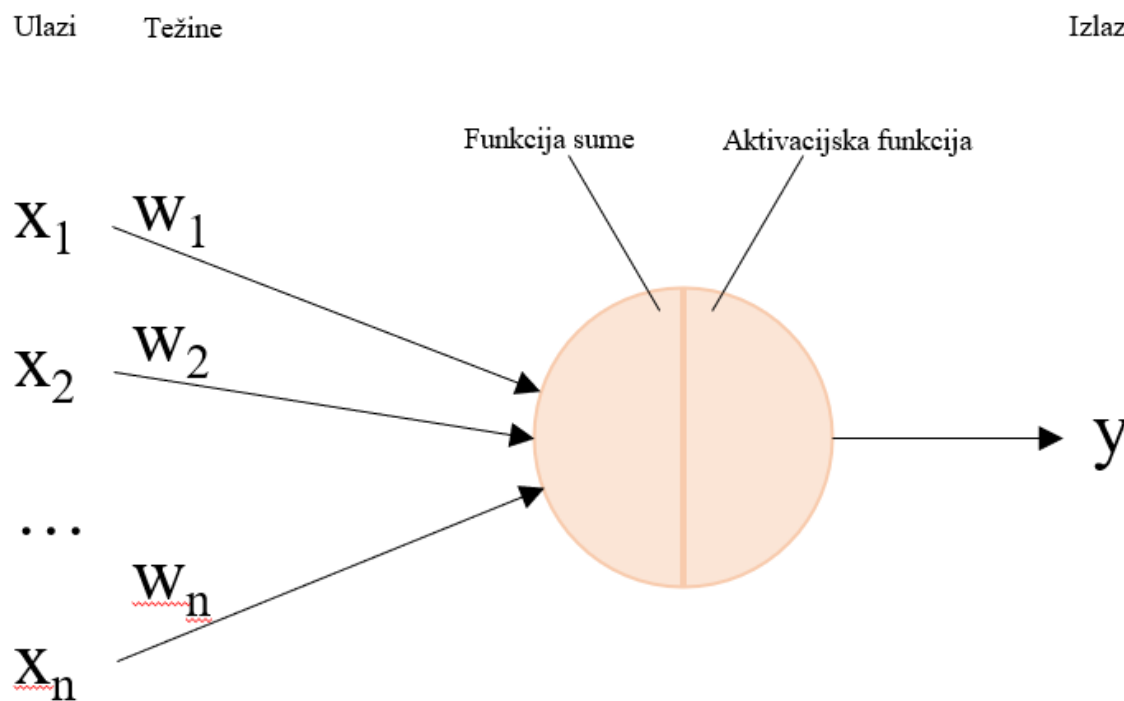 Ulazi Težine Izlaz
Funkcija sume Aktivacijska funkcija
x₁ w₁
x₂ w₂
y
...
wₙ
xₙ